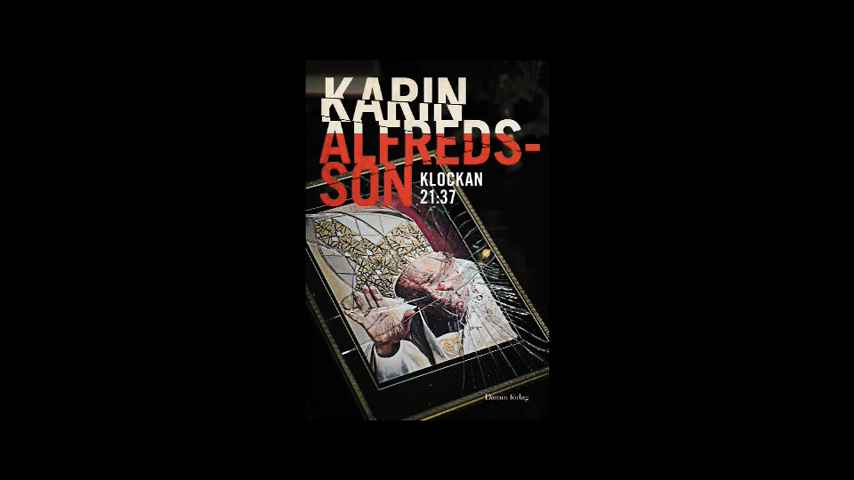 KARIN
ALFREDS-
SON
KLOCKAN
21:37
Damm förlag